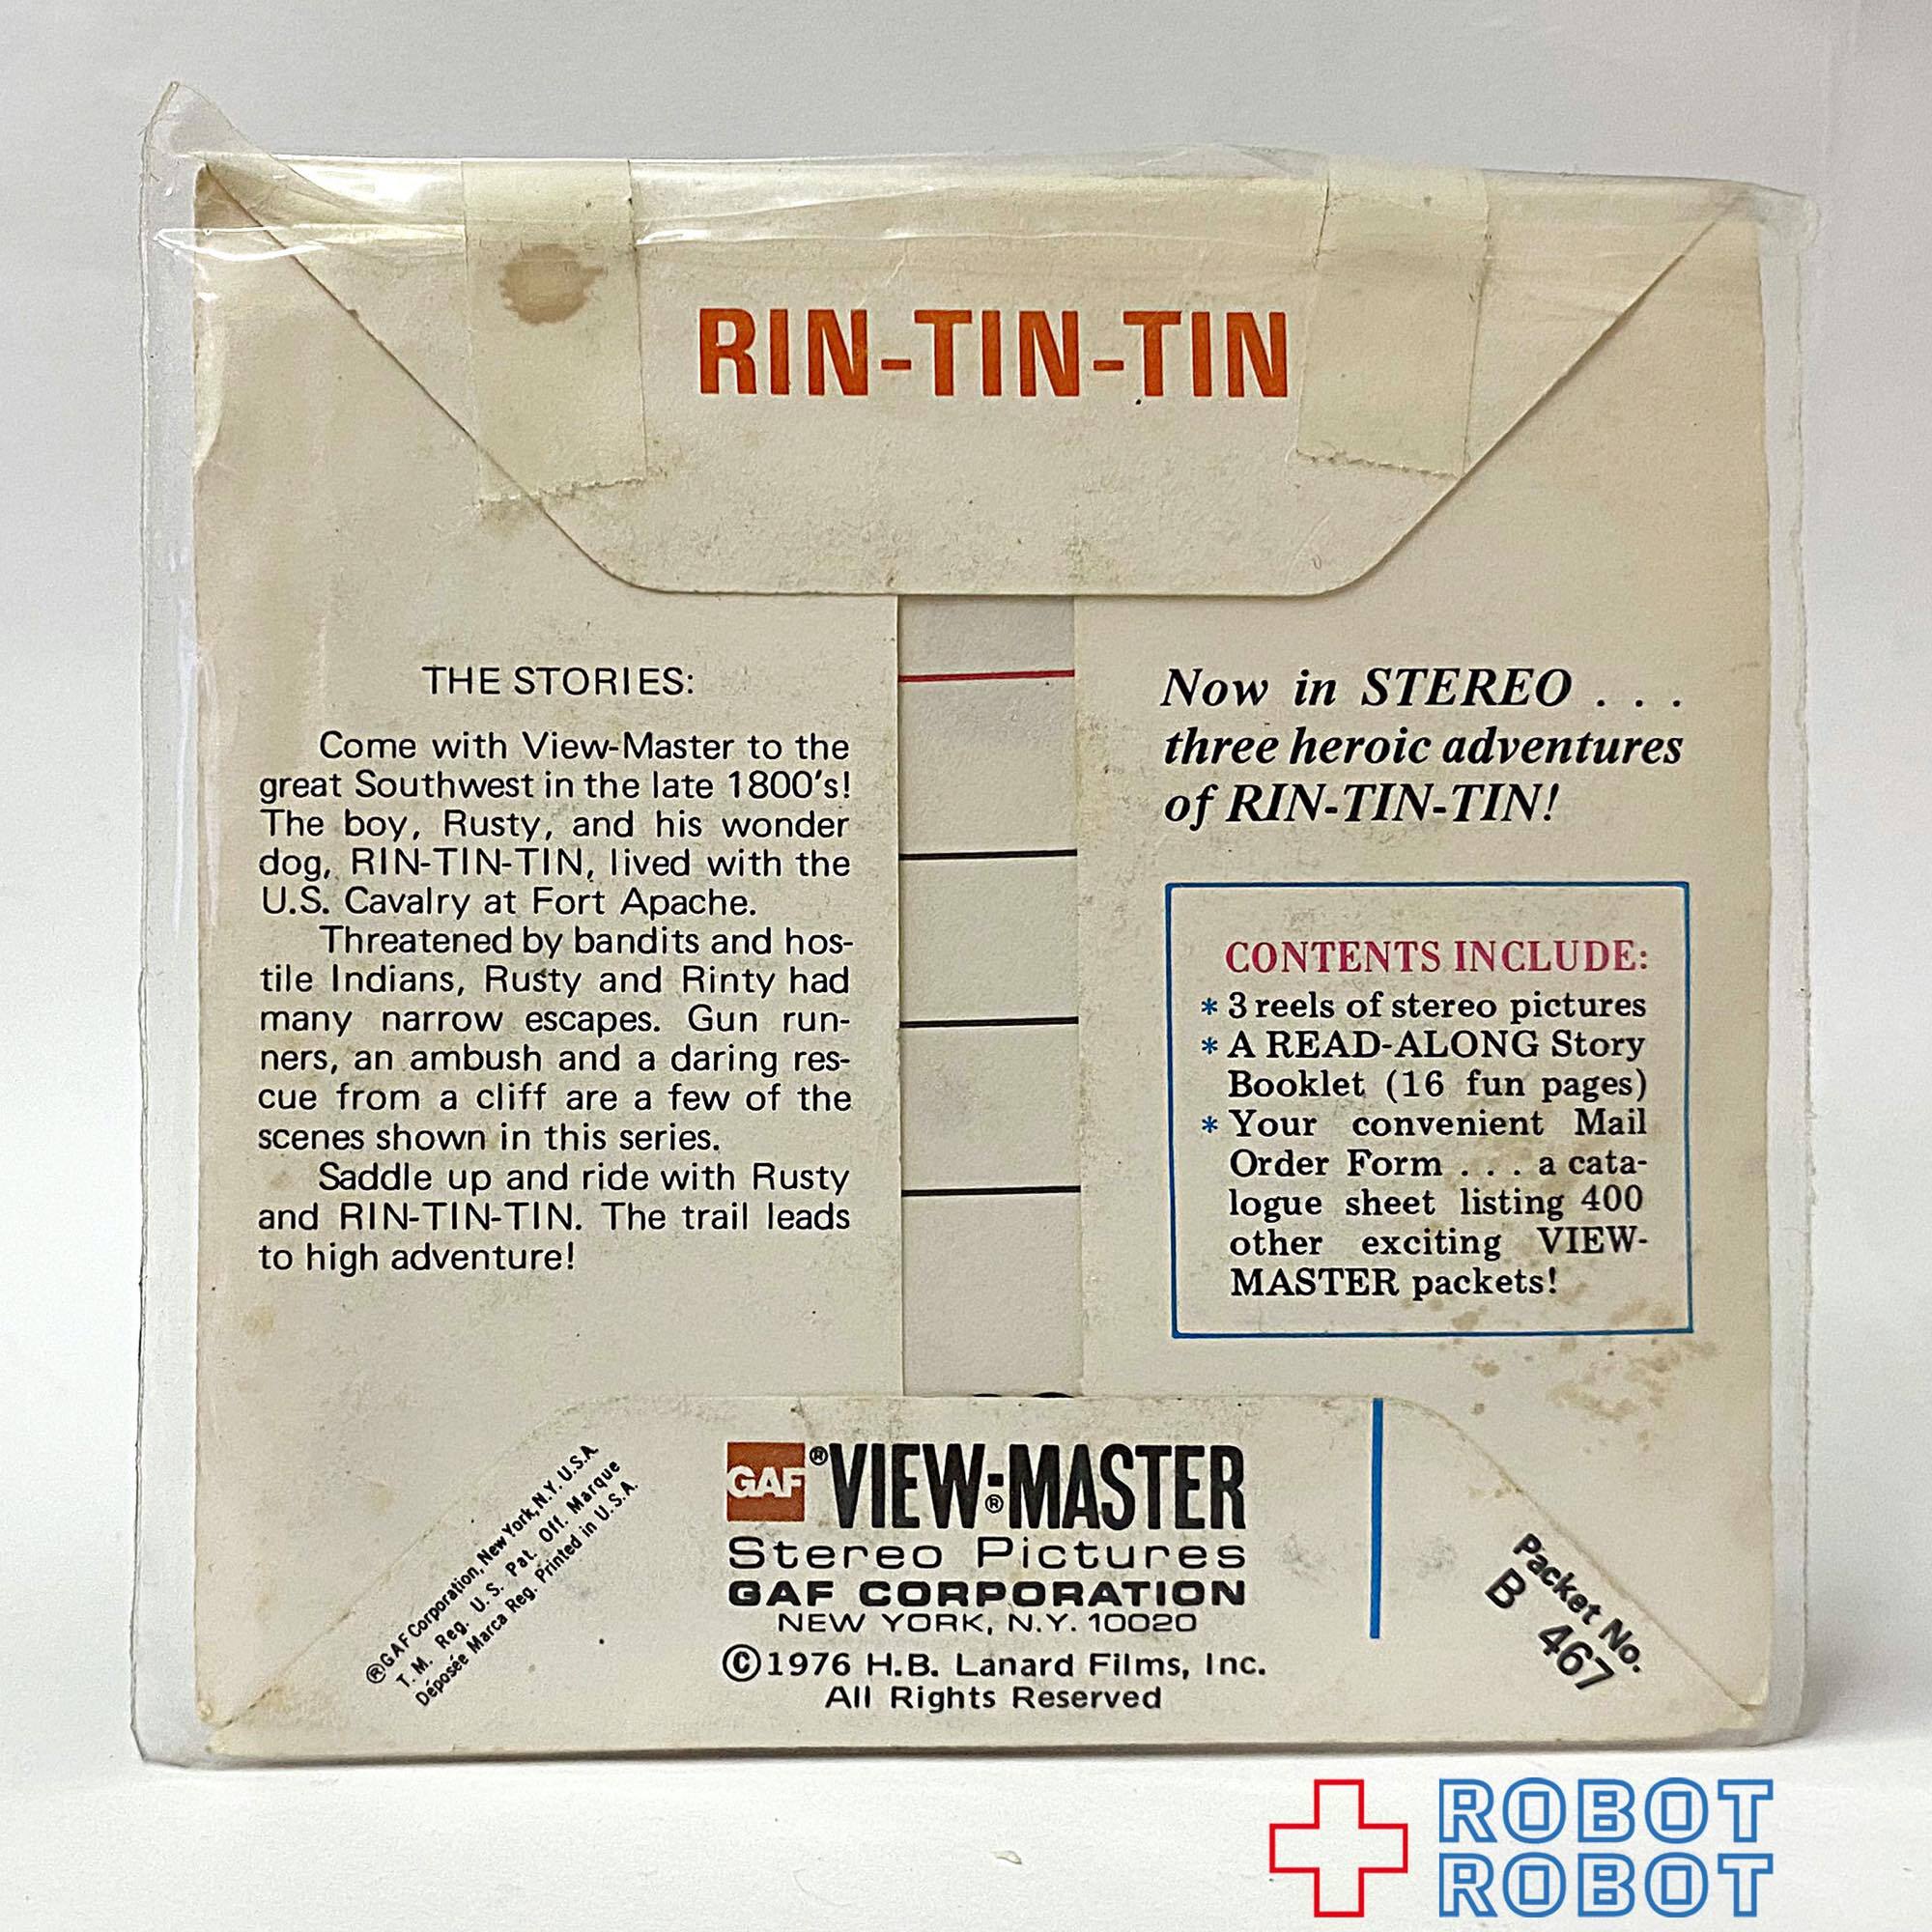 RIN-TIN-TIN
THE STORIES:
Come with View-Master to the
great Southwest in the late 1800's!
The boy, Rusty, and his wonder
dog, RIN-TIN-TIN, lived with the
U.S. Cavalry at Fort Apache.
Threatened by bandits and hos-
tile Indians, Rusty and Rinty had
many narrow escapes. Gun run-
ners, an ambush and a daring res-
cue from a cliff are a few of the
scenes shown in this series.
Saddle up and ride with Rusty
and RIN-TIN-TIN. The trail leads
to high adventure!
Now in STEREO . . .
three heroic adventures
of RIN-TIN-TIN!
CONTENTS INCLUDE:
* 3 reels of stereo pictures
* A READ-ALONG Story
Booklet (16 fun pages)
* Your convenient Mail
Order Form . . . a cata-
logue sheet listing 400
other exciting VIEW-
MASTER packets!
®GAF Corporation, New York, N.Y. U.S.A.
T. M. Reg. U. S. Pat. Off. Marque
Déposée Marca Reg. Printed in U.S.A.
GAF® VIEW-MASTER®
Stereo Pictures
GAF CORPORATION
NEW YORK, N.Y. 10020
©1976 H.B. Lanard Films, Inc.
All Rights Reserved
Packet No.
B 467
ROBOT
ROBOT